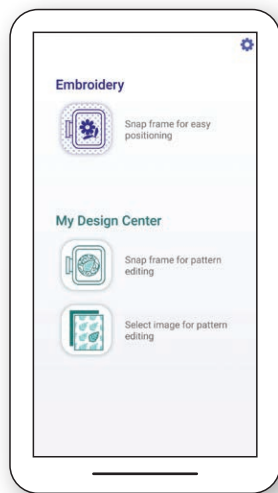 Embroidery
Snap frame for easy
positioning
My Design Center
Snap frame for pattern
editing
Select image for pattern
editing